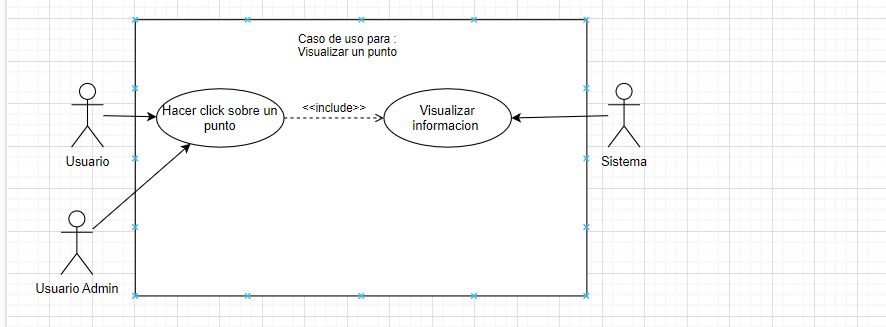 Caso de uso para :
Visualizar un punto
Hacer click sobre un
punto
<<include>>
Visualizar
informacion
Usuario
Sistema
Usuario Admin